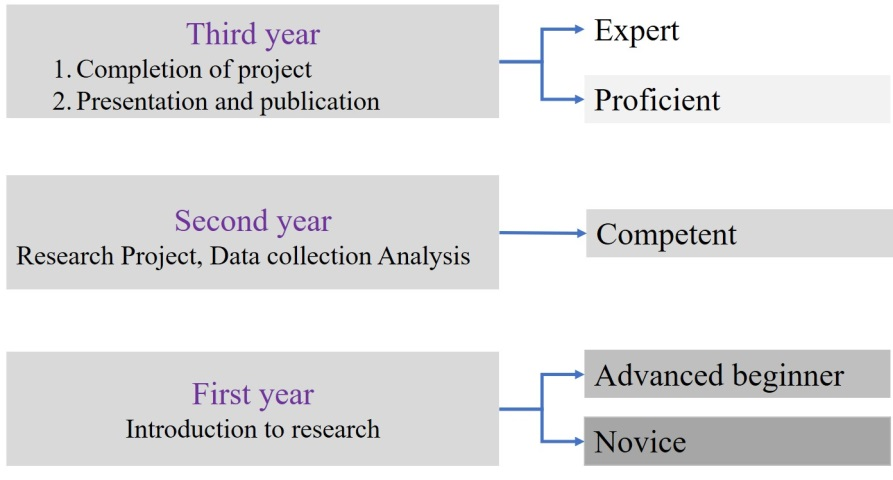 Third year
1. Completion of project
2. Presentation and publication
Expert
Proficient
Second year
Research Project, Data collection Analysis
Competent
First year
Introduction to research
Advanced beginner
Novice